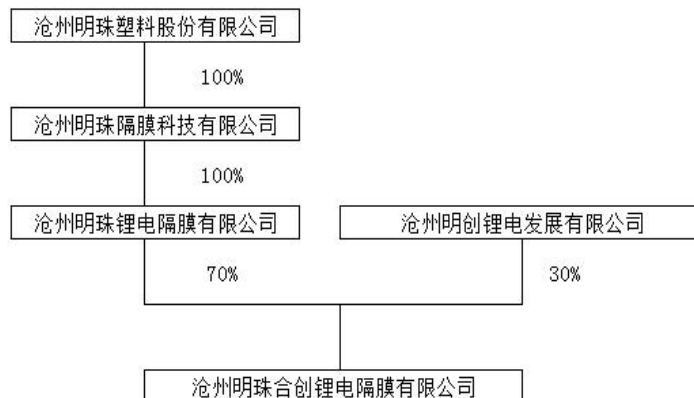 沧州明珠塑料股份有限公司
100%
沧州明珠隔膜科技有限公司
100%
沧州明珠锂电隔膜有限公司
沧州明创锂电发展有限公司
70%
30%
沧州明珠合创锂电隔膜有限公司